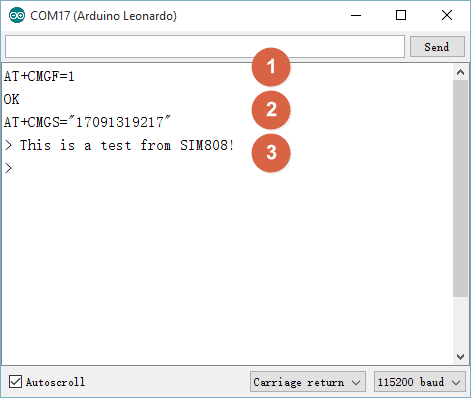 COM17 (Arduino Leonardo)
Send
AT+CMGF=1
1
OK
2
AT+CMGS="17091319217"
> This is a test from SIM808!
3
>
Autoscroll
Carriage return
115200 baud